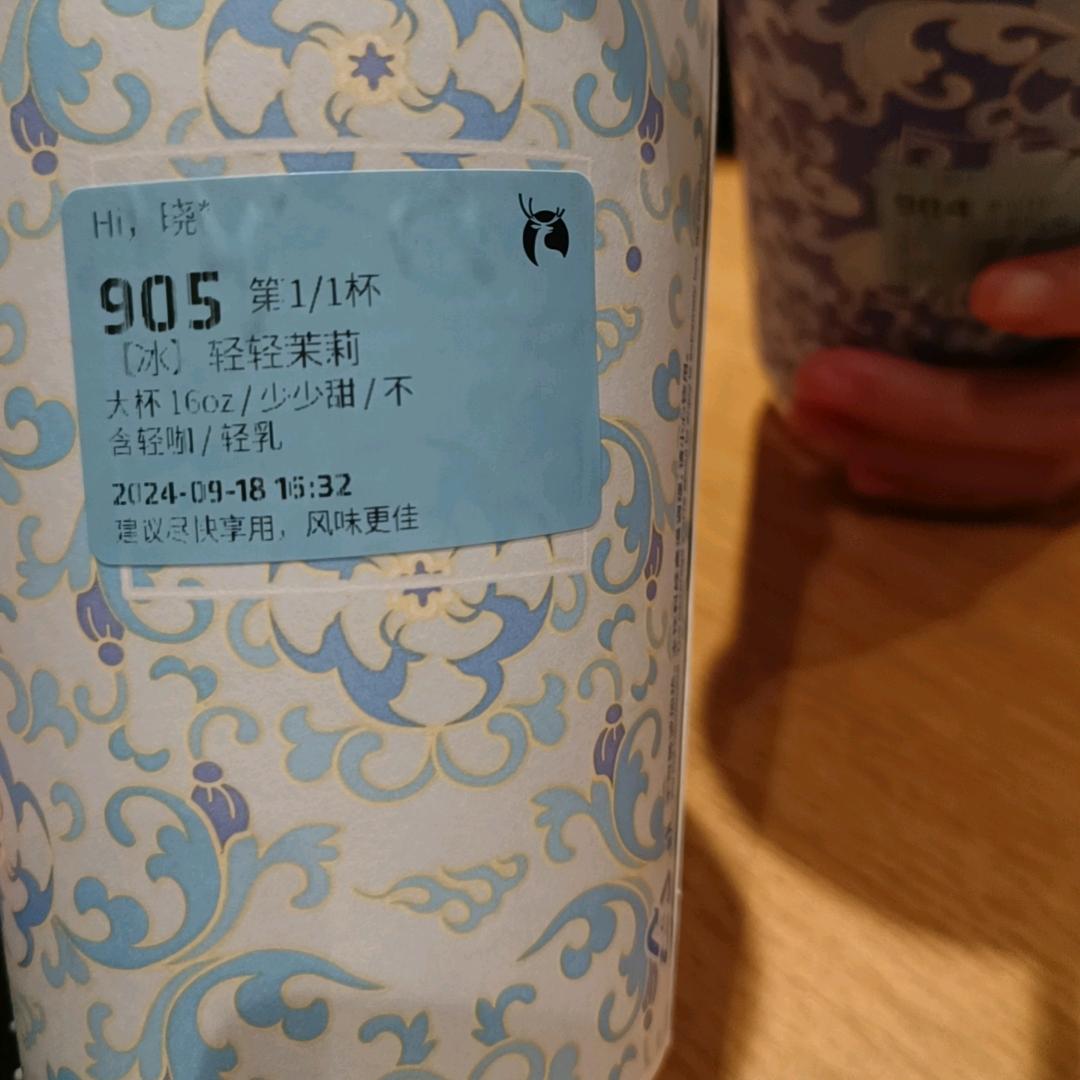 Hi, 晓*
905 第1/1杯
[冰] 轻轻茉莉
大杯 16oz / 少少甜 / 不
含轻咖 / 轻乳
2024-09-18 16:32
建议尽快享用，风味更佳
904